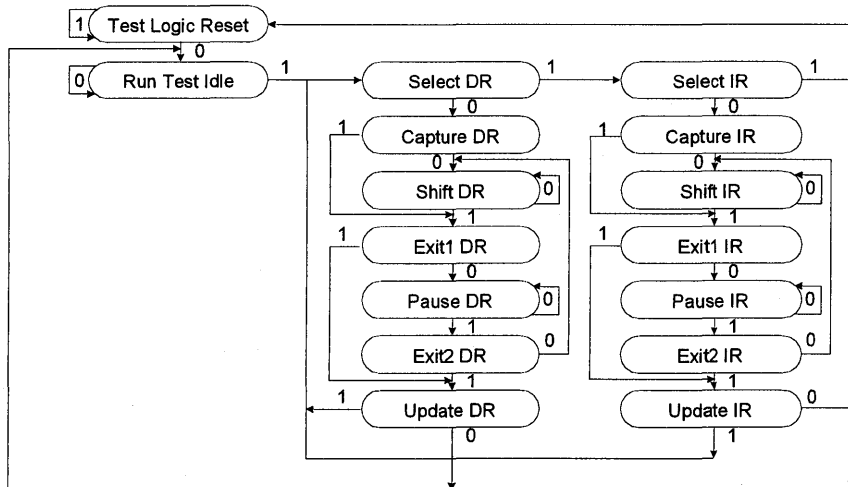 1 Test Logic Reset
0
0 Run Test Idle 1 Select DR 1 Select IR 1
0 0
1 Capture DR 1 Capture IR
0 0
Shift DR 0 Shift IR 0
1 1
1 Exit1 DR 1 Exit1 IR
0 0
Pause DR 0 Pause IR 0
1 1
Exit2 DR 0 Exit2 IR 0
1 1
1 Update DR Update IR 0
0 1